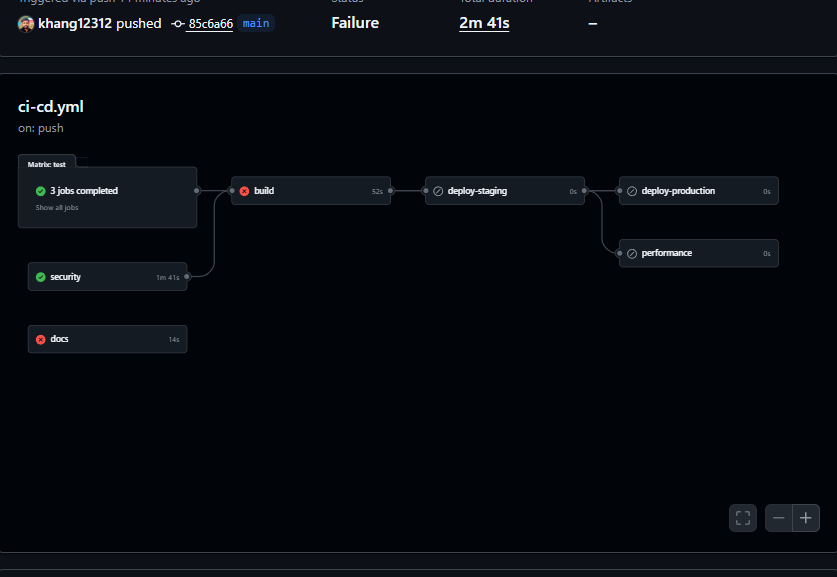 Triggered via push 14 minutes ago
Status
Total duration
Artifacts
khang12312 pushed 85c6a66 main
Failure
2m 41s
–
ci-cd.yml
on: push
Matrix: test
3 jobs completed
Show all jobs
build
52s
deploy-staging
0s
deploy-production
0s
performance
0s
security
1m 41s
docs
14s